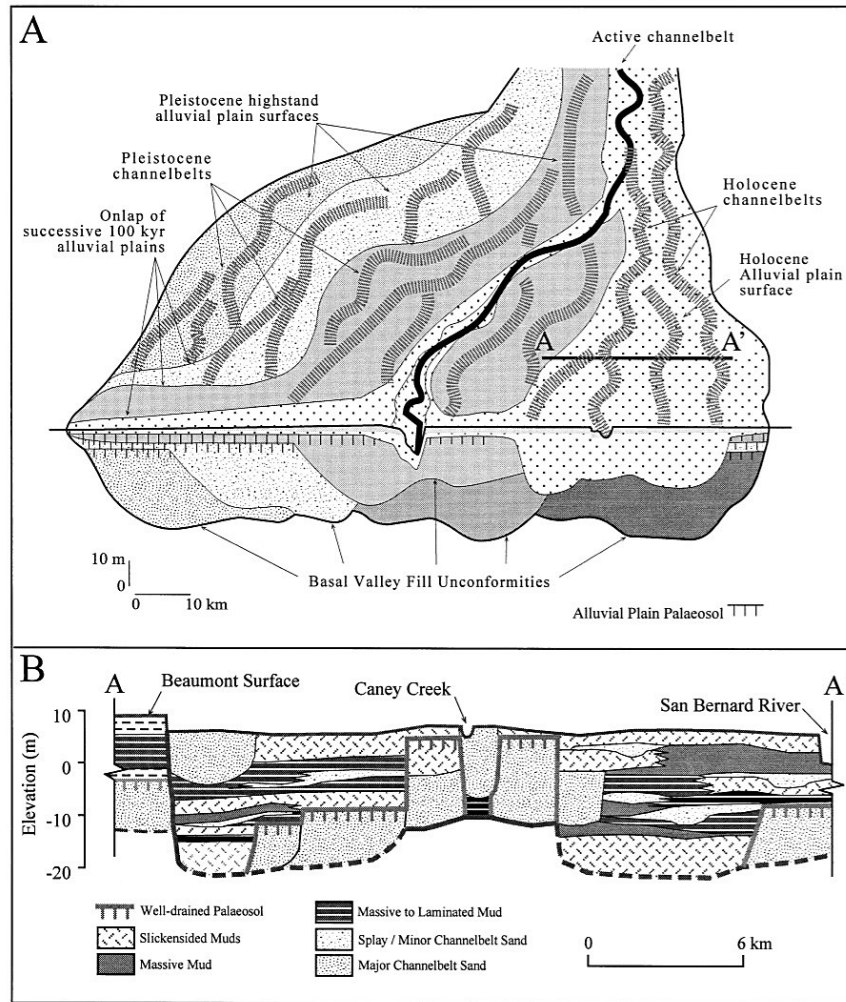 A
Active channelbelt
Pleistocene highstand
alluvial plain surfaces
Pleistocene
channelbelts
Onlap of
successive 100 kyr
alluvial plains
Holocene
channelbelts
Holocene
Alluvial plain
surface
A
A'
10 m
0
0
10 km
Basal Valley Fill Unconformities
Alluvial Plain Palaeosol
B
A
Beaumont Surface
Caney Creek
San Bernard River
A
Elevation (m)
10
0
-10
-20
Well-drained Palaeosol
Slickensided Muds
Massive Mud
Massive to Laminated Mud
Splay / Minor Channelbelt Sand
Major Channelbelt Sand
0
6 km